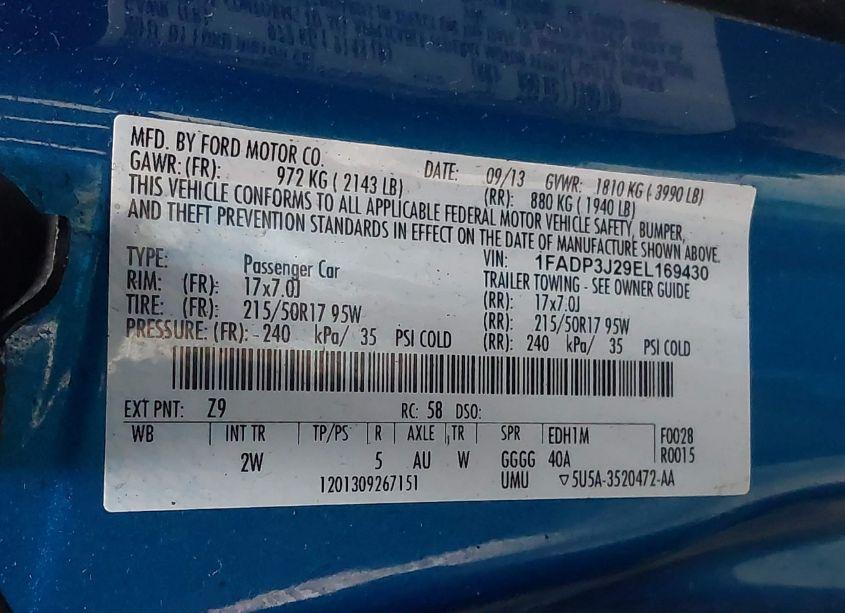 MFD. BY FORD MOTOR CO.
DATE: 09/13 GVWR: 1810 KG ( 3990 LB)
GAWR: (FR): 972 KG ( 2143 LB) (RR): 880 KG ( 1940 LB)
THIS VEHICLE CONFORMS TO ALL APPLICABLE FEDERAL MOTOR VEHICLE SAFETY, BUMPER,
AND THEFT PREVENTION STANDARDS IN EFFECT ON THE DATE OF MANUFACTURE SHOWN ABOVE.
VIN: 1FADP3J29EL169430
TYPE: Passenger Car TRAILER TOWING - SEE OWNER GUIDE
RIM: (FR): 17x7.0J (RR): 17x7.0J
TIRE: (FR): 215/50R17 95W (RR): 215/50R17 95W
PRESSURE: (FR): 240 kPa/ 35 PSI COLD (RR): 240 kPa/ 35 PSI COLD
EXT PNT: Z9 RC: 58 DSO:
WB INT TR TP/PS R AXLE TR SPR EDH1M F0028
2W 5 AU W GGGG 40A R0015
1201309267151 UMU ▽5U5A-3520472-AA